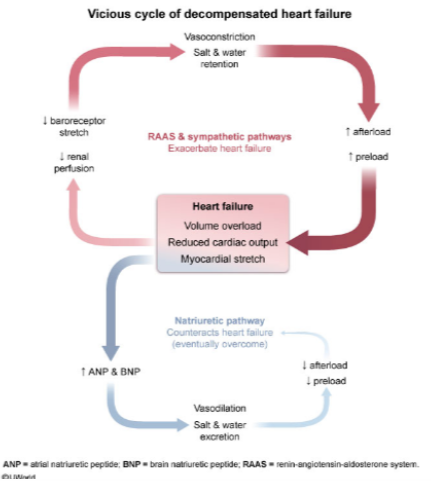 Vicious cycle of decompensated heart failure
Vasoconstriction
Salt & water
retention
↓ baroreceptor
stretch
↓ renal
perfusion
RAAS & sympathetic pathways
Exacerbate heart failure
↑ afterload
↑ preload
Heart failure
Volume overload
Reduced cardiac output
Myocardial stretch
Natriuretic pathway
Counteracts heart failure
(eventually overcome)
↑ ANP & BNP
↓ afterload
↓ preload
Vasodilation
Salt & water
excretion
ANP = atrial natriuretic peptide; BNP = brain natriuretic peptide; RAAS = renin-angiotensin-aldosterone system.
©UWorld